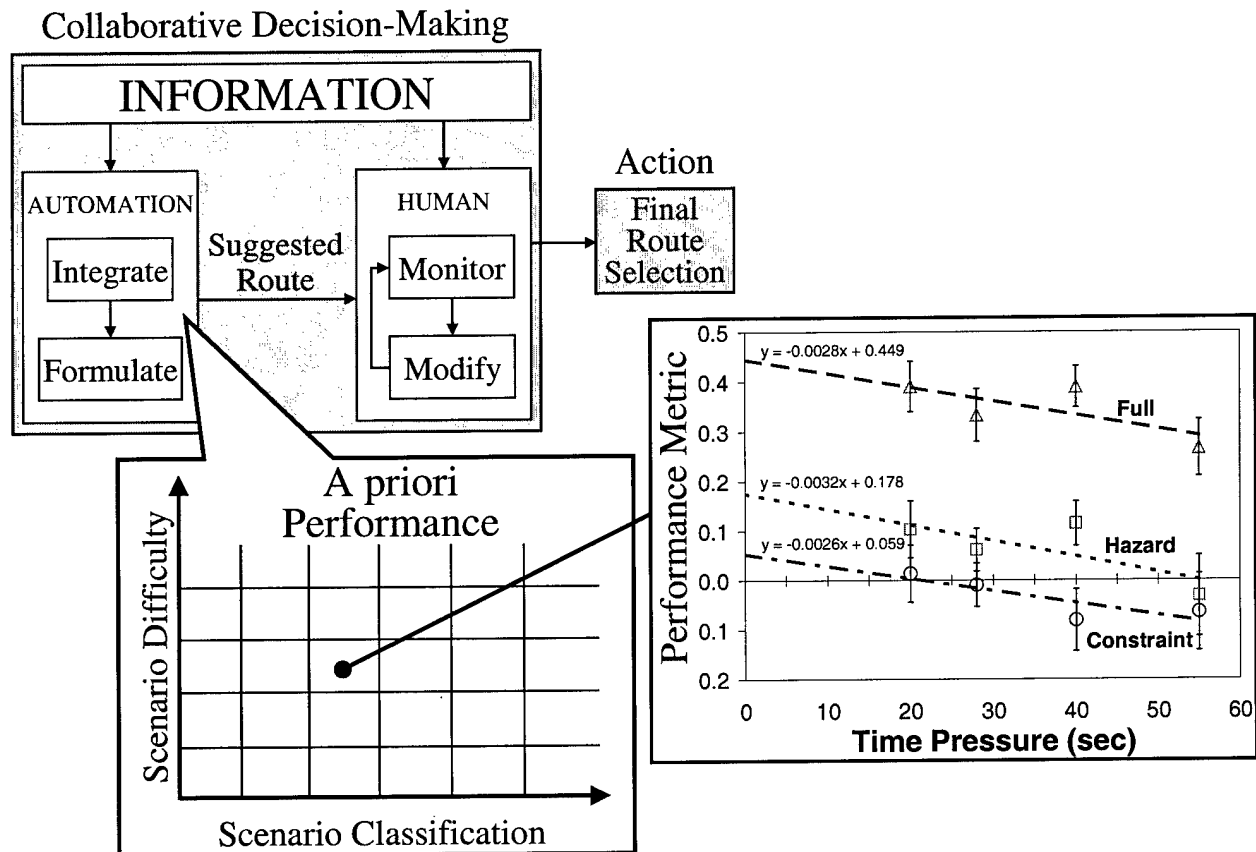 Collaborative Decision-Making
INFORMATION
AUTOMATION
Integrate
Formulate
Suggested
Route
HUMAN
Monitor
Modify
Action
Final
Route
Selection
A priori
Performance
Scenario Difficulty
Scenario Classification
Performance Metric
0.5
0.4
0.3
0.2
0.1
0.0
0.1
0.2
y = -0.0028x + 0.449
Full
y = -0.0032x + 0.178
Hazard
y = -0.0026x + 0.059
Constraint
0 10 20 30 40 50 60
Time Pressure (sec)